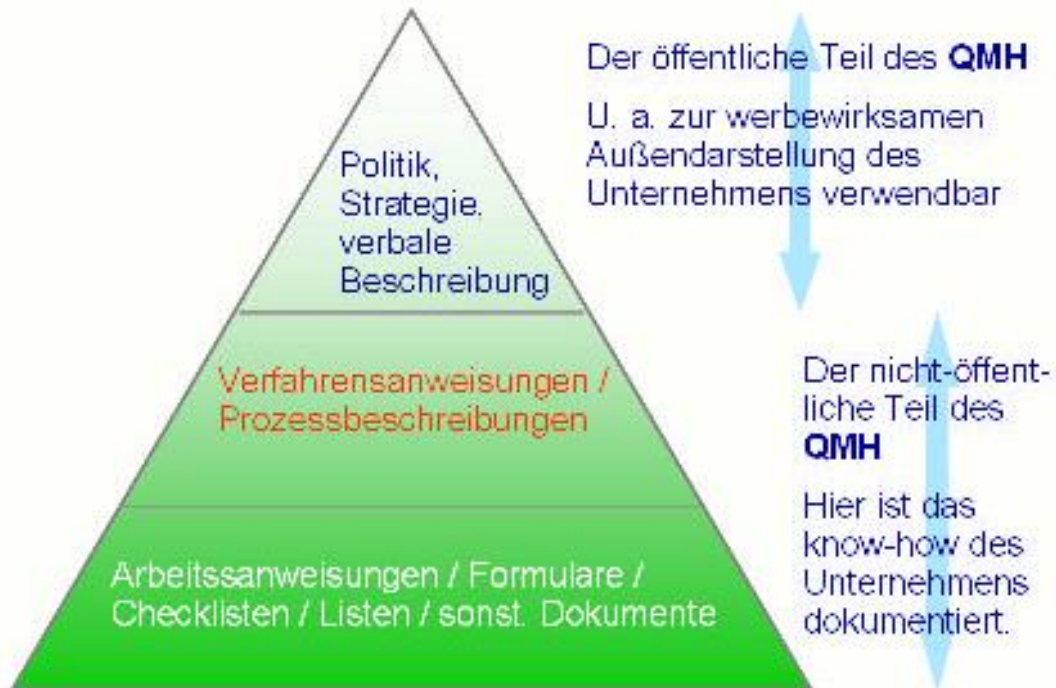 Politik,
Strategie.
verbale
Beschreibung
Verfahrensanweisungen /
Prozessbeschreibungen
Arbeitssanweisungen / Formulare /
Checklisten / Listen / sonst. Dokumente
Der öffentliche Teil des QMH
U. a. zur werbewirksamen
Außendarstellung des
Unternehmens verwendbar
Der nicht-öffent-
liche Teil des
QMH
Hier ist das
know-how des
Unternehmens
dokumentiert.